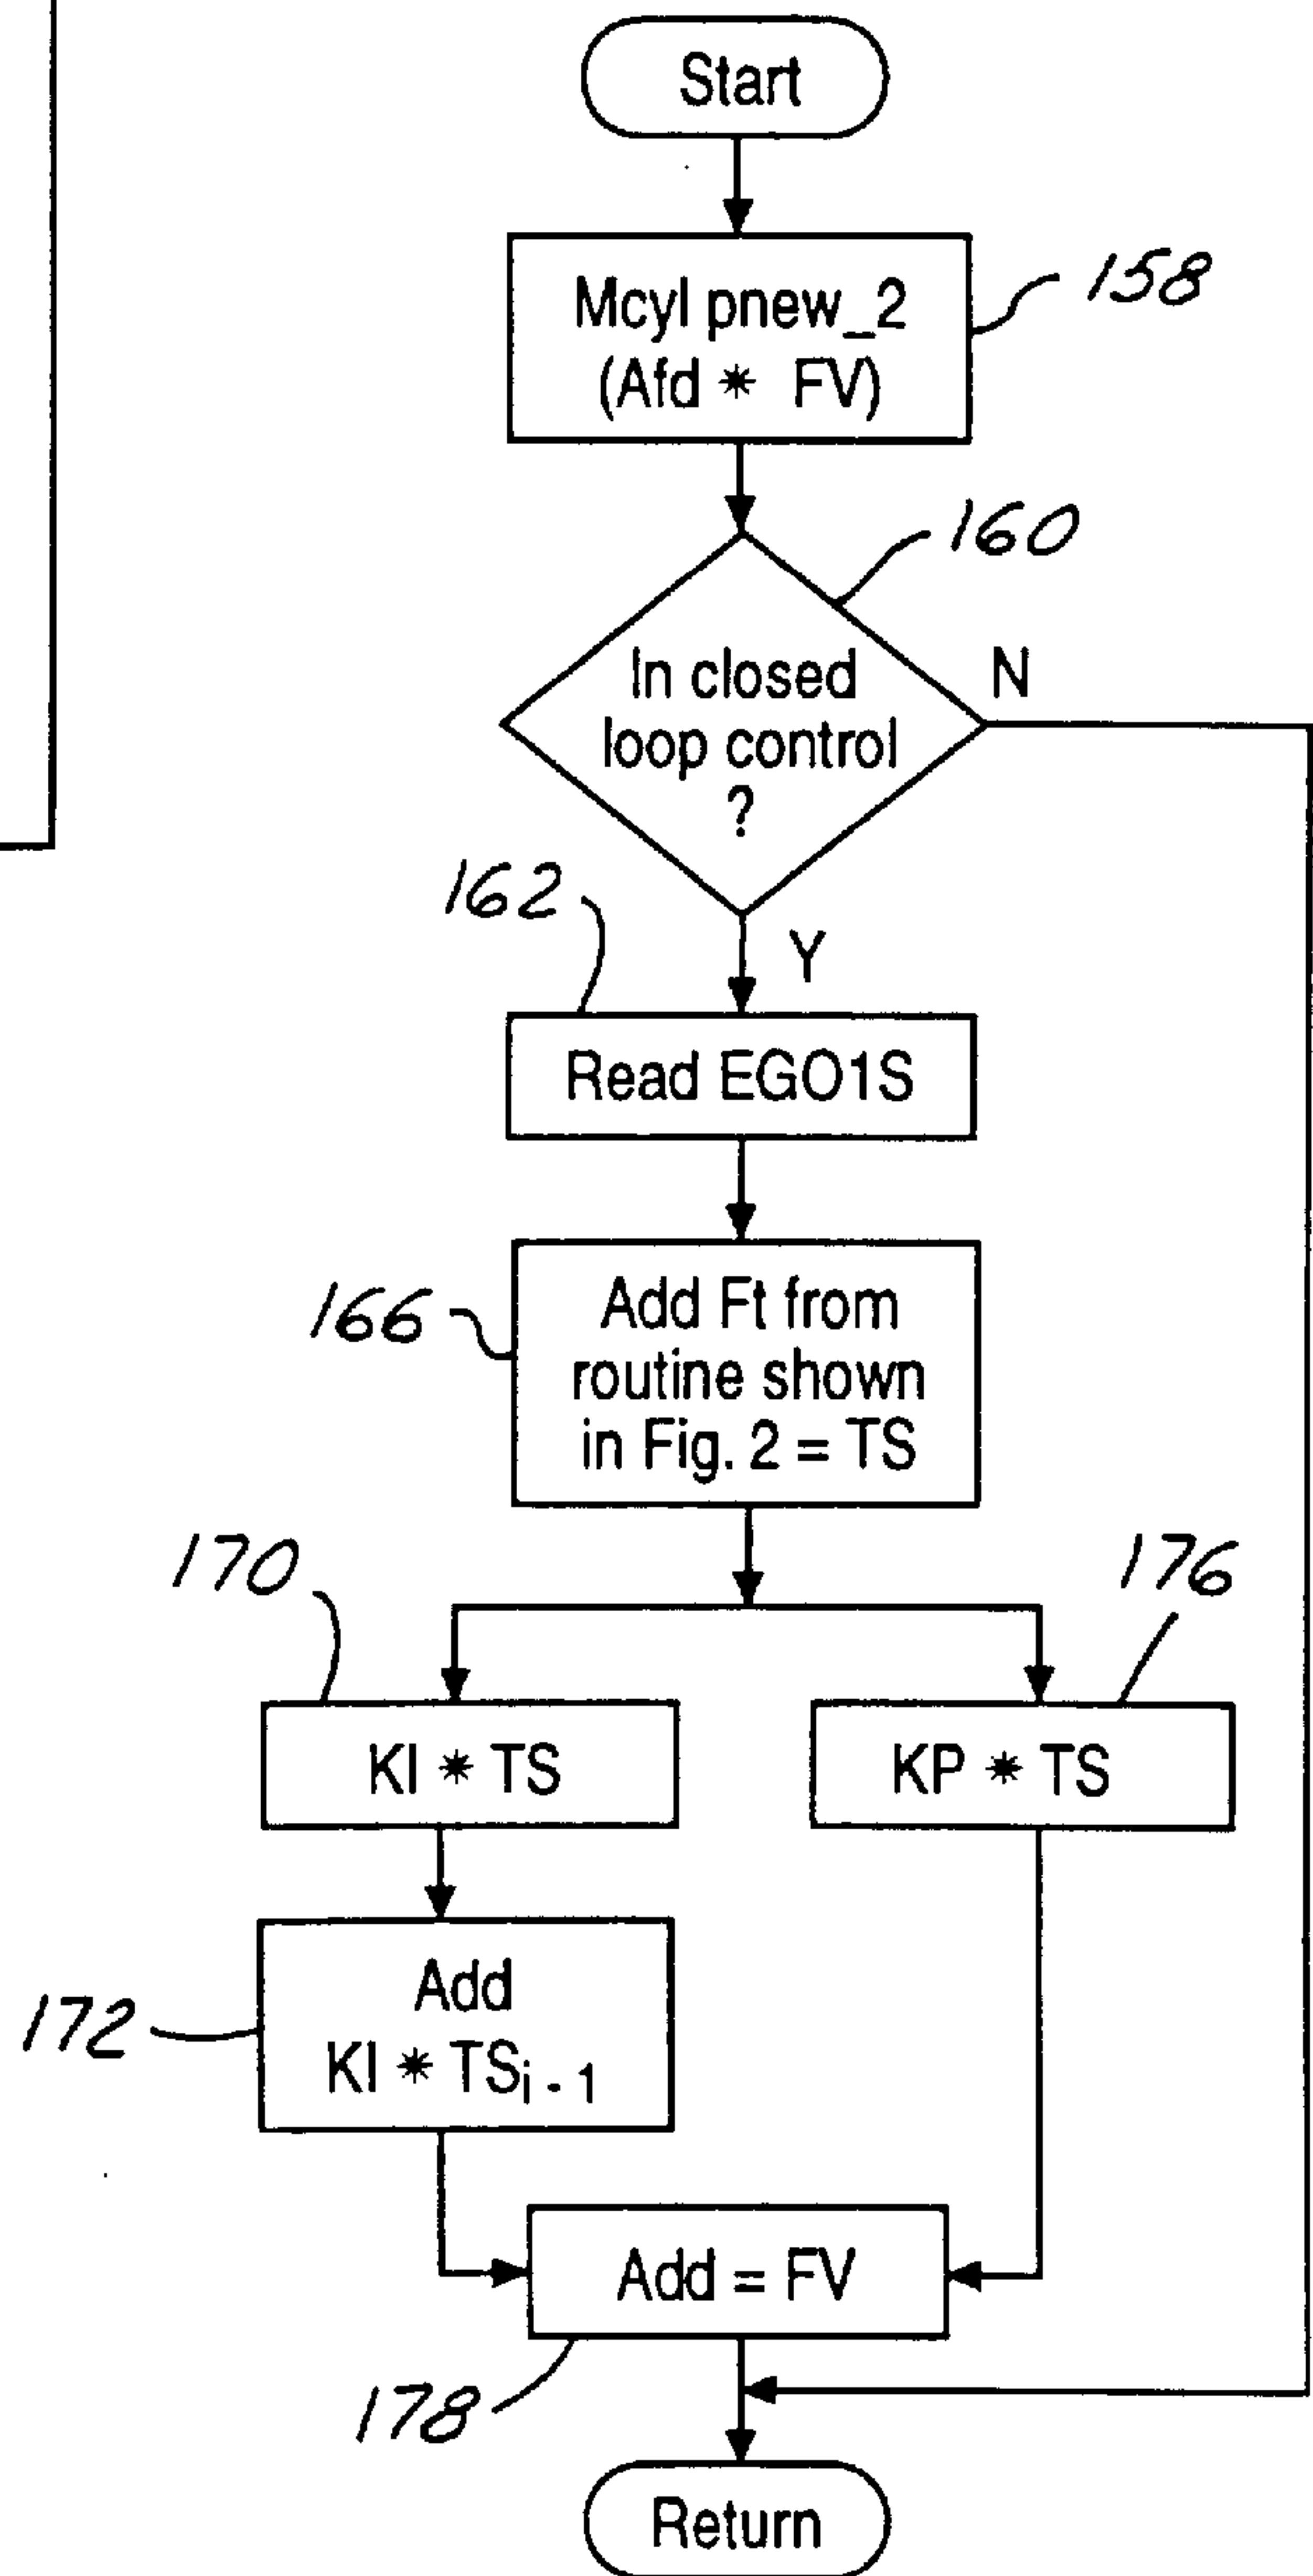 Start
Mcyl pnew_2
(Afd * FV)
158
160
In closed
loop control
?
N
162
Y
Read EGO1S
166
Add Ft from
routine shown
in Fig. 2 = TS
170
176
KI * TS
KP * TS
172
Add
KI * TSi - 1
Add = FV
178
Return